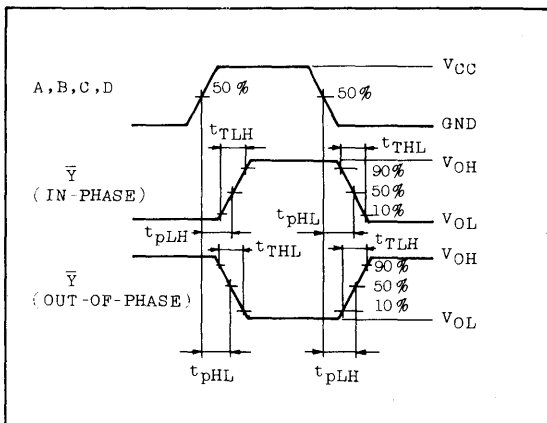 VCC
A,B,C,D
50%
50%
GND
tTLH
tTHL
VOH
Y̅
(IN-PHASE)
90%
50%
10%
tpHL
VOL
tpLH
tTHL
tTLH
VOH
Y̅
(OUT-OF-PHASE)
90%
50%
10%
VOL
tpHL
tpLH